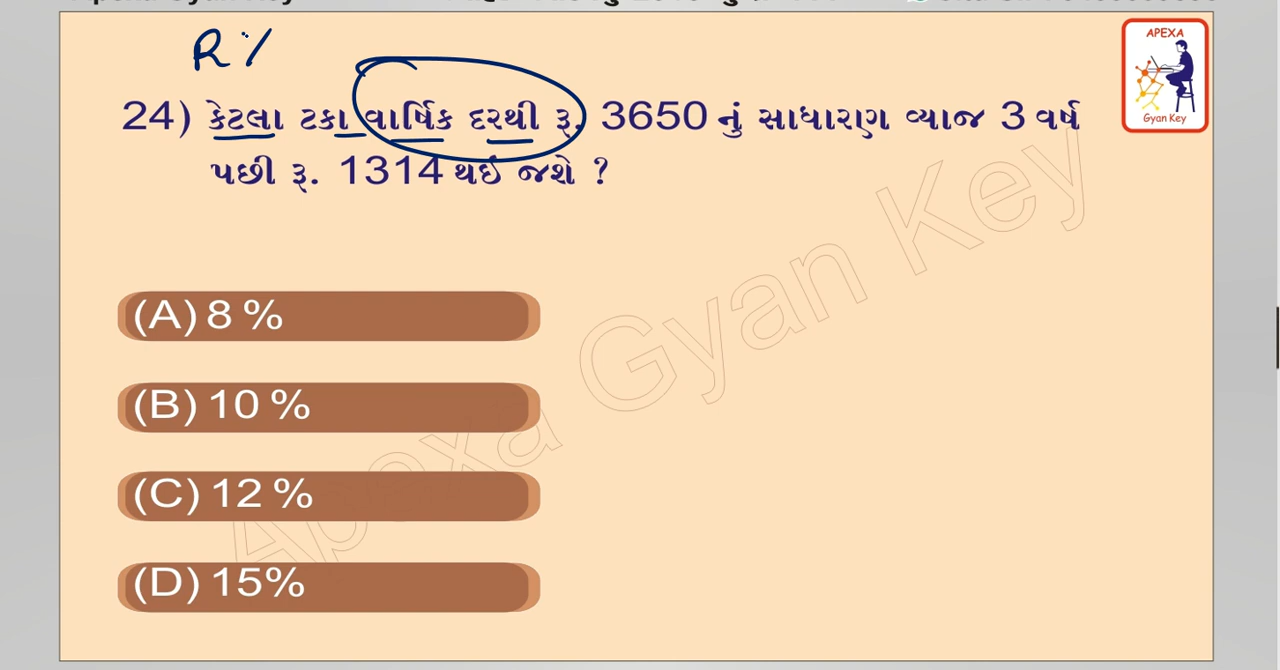 R%
APEXA
Gyan Key
24) કેટલા ટકા વાર્ષિક દરથી રૂ. 3650 નું સાધારણ વ્યાજ 3 વર્ષ
પછી રૂ. 1314 થઈ જશે ?
(A) 8 %
(B) 10 %
(C) 12 %
(D) 15%
Apexa Gyan Key